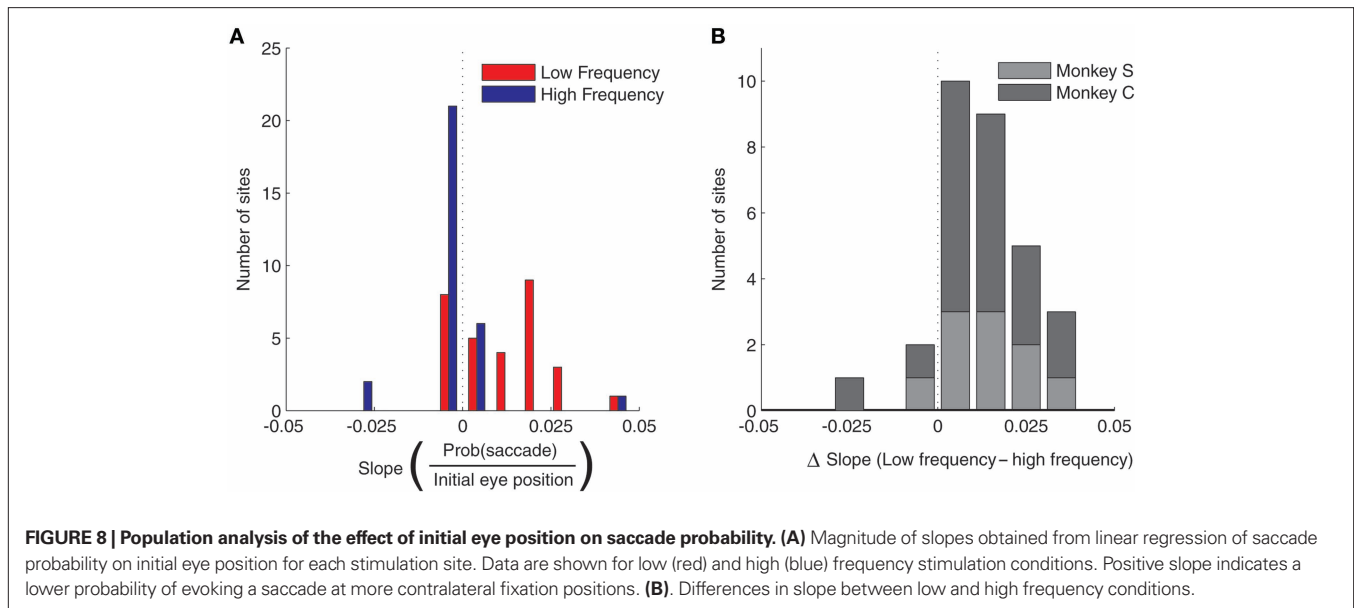 A
25
20
15
10
5
0
Number of sites
Low Frequency
High Frequency
-0.05 -0.025 0 0.025 0.05
Slope ( Prob(saccade)
Initial eye position )
B
10
8
6
4
2
0
Number of sites
Monkey S
Monkey C
-0.05 -0.025 0 0.025 0.05
Δ Slope (Low frequency – high frequency)
FIGURE 8 | Population analysis of the effect of initial eye position on saccade probability. (A) Magnitude of slopes obtained from linear regression of saccade
probability on initial eye position for each stimulation site. Data are shown for low (red) and high (blue) frequency stimulation conditions. Positive slope indicates a
lower probability of evoking a saccade at more contralateral fixation positions. (B). Differences in slope between low and high frequency conditions.